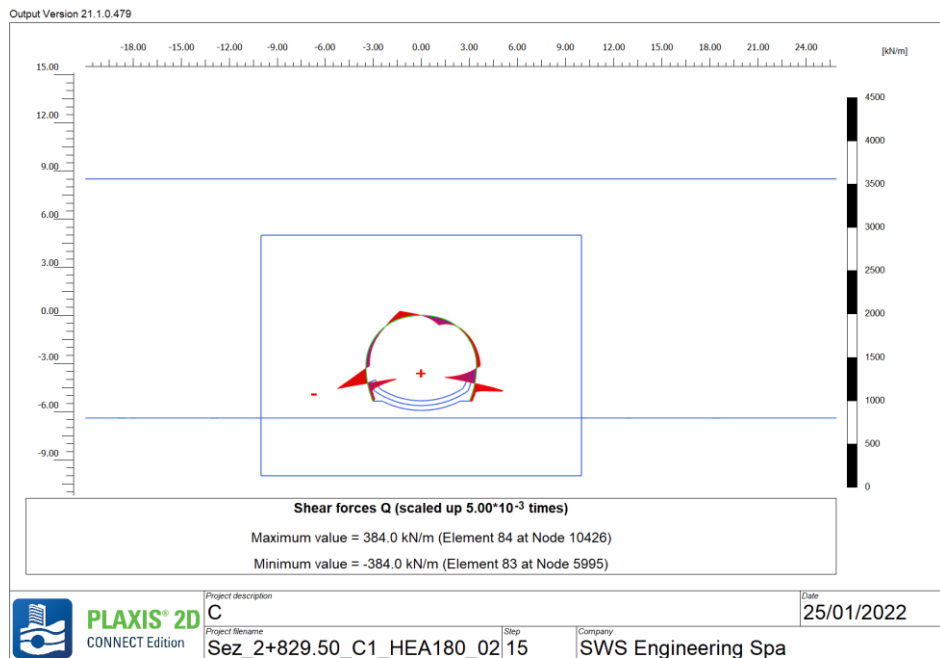 Output Version 21.1.0.479
-18.00 -15.00 -12.00 -9.00 -6.00 -3.00 0.00 3.00 6.00 9.00 12.00 15.00 18.00 21.00 24.00
[kN/m]
15.00
12.00
9.00
6.00
3.00
0.00
-3.00
-6.00
-9.00
4500
4000
3500
3000
2500
2000
1500
1000
500
0
+
-
Shear forces Q (scaled up 5.00*10⁻³ times)
Maximum value = 384.0 kN/m (Element 84 at Node 10426)
Minimum value = -384.0 kN/m (Element 83 at Node 5995)
PLAXIS® 2D
CONNECT Edition
Project description
C
Date
25/01/2022
Project filename
Sez_2+829.50_C1_HEA180_02
Step
15
Company
SWS Engineering Spa